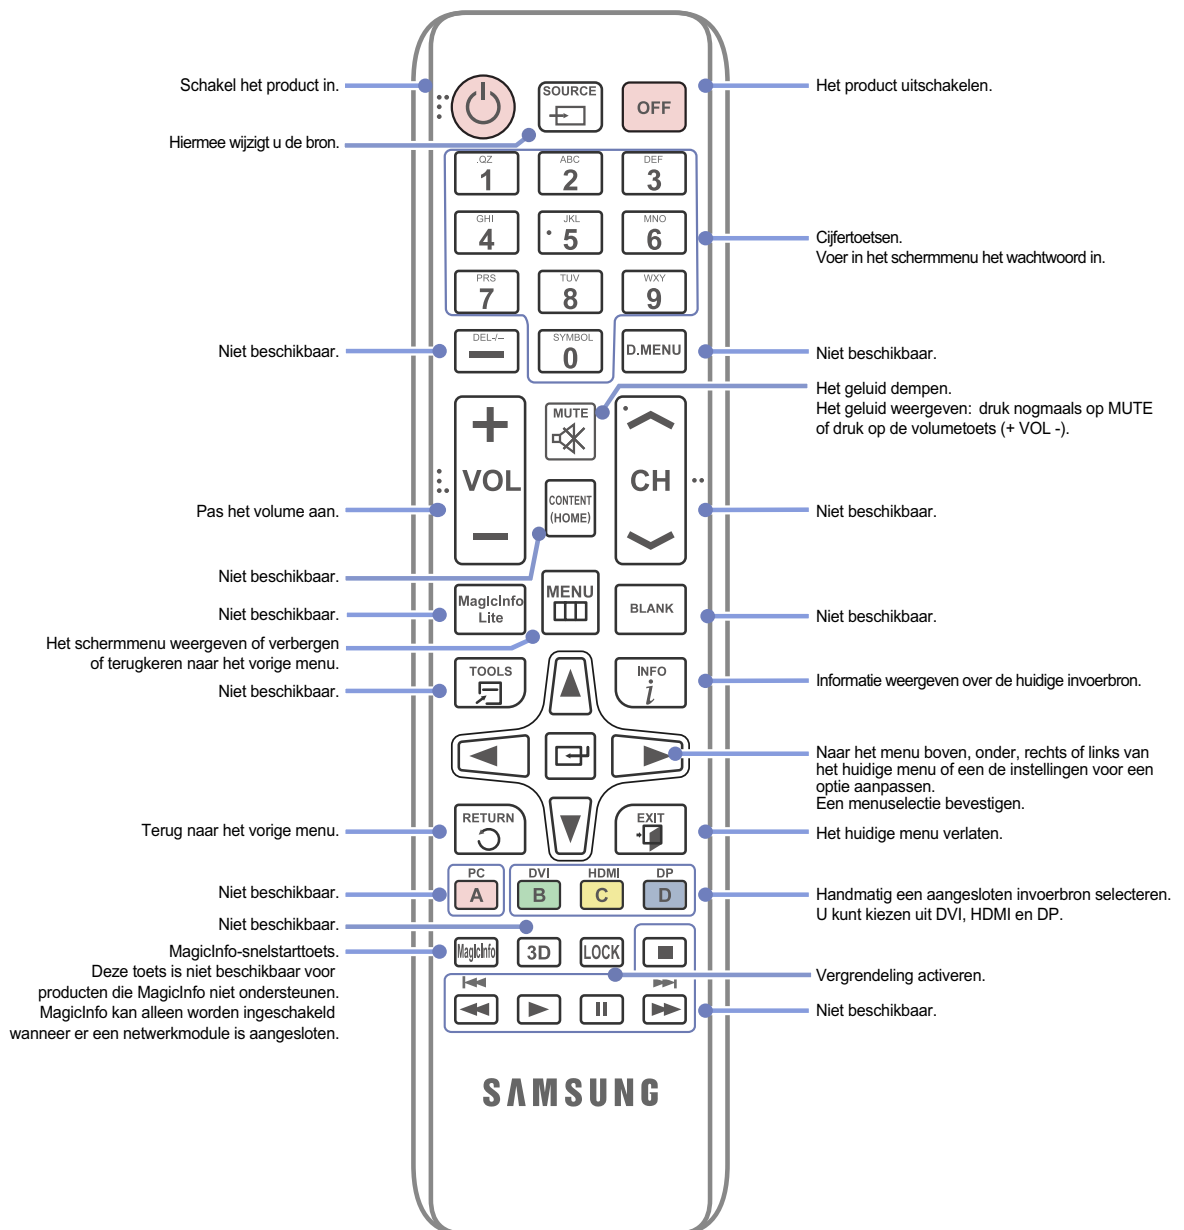 Schakel het product in.
SOURCE
OFF
Het product uitschakelen.
Hiermee wijzigt u de bron.
.QZ
1
ABC
2
DEF
3
GHI
4
JKL
5
MNO
6
Cijfertoetsen.
Voer in het schermmenu het wachtwoord in.
PRS
7
TUV
8
WXY
9
Niet beschikbaar.
DEL-/--
SYMBOL
0
D.MENU
Niet beschikbaar.
Het geluid dempen.
Het geluid weergeven: druk nogmaals op MUTE
of druk op de volumetoets (+ VOL -).
+
VOL
–
MUTE
CH
Pas het volume aan.
CONTENT
(HOME)
Niet beschikbaar.
Niet beschikbaar.
Niet beschikbaar.
MagicInfo
Lite
MENU
BLANK
Niet beschikbaar.
Het schermmenu weergeven of verbergen
of terugkeren naar het vorige menu.
Niet beschikbaar.
TOOLS
INFO
i
Informatie weergeven over de huidige invoerbron.
Naar het menu boven, onder, rechts of links van
het huidige menu of een de instellingen voor een
optie aanpassen.
Een menuselectie bevestigen.
Terug naar het vorige menu.
RETURN
EXIT
Het huidige menu verlaten.
PC
DVI
HDMI
DP
Niet beschikbaar.
A
B
C
D
Handmatig een aangesloten invoerbron selecteren.
U kunt kiezen uit DVI, HDMI en DP.
Niet beschikbaar.
MagicInfo-snelstarttoets.
Deze toets is niet beschikbaar voor
producten die MagicInfo niet ondersteunen.
MagicInfo kan alleen worden ingeschakeld
wanneer er een netwerkmodule is aangesloten.
MagicInfo
3D
LOCK
Vergrendeling activeren.
Niet beschikbaar.
SAMSUNG